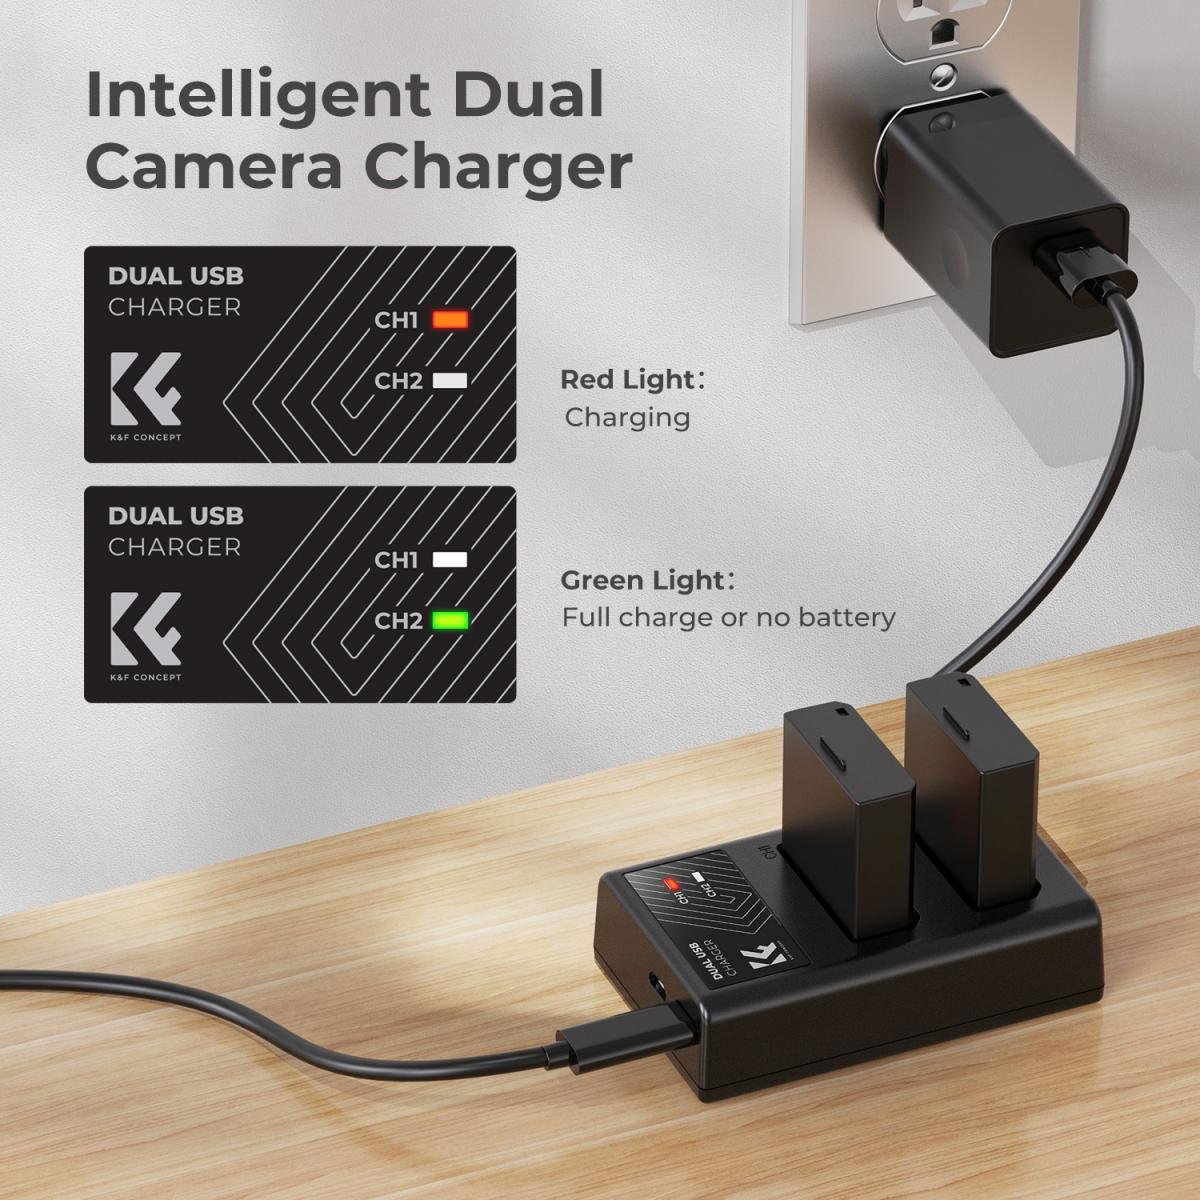 Intelligent Dual
Camera Charger
DUAL USB
CHARGER
CH1
CH2
K&F CONCEPT
Red Light:
Charging
DUAL USB
CHARGER
CH1
CH2
K&F CONCEPT
Green Light:
Full charge or no battery
CH1
CH1
CH2
DUAL USB
CHARGER